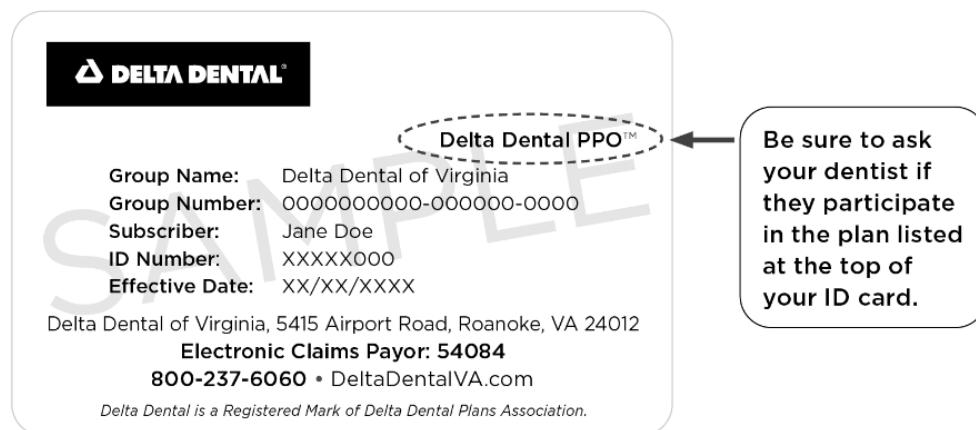 DELTA DENTAL®
Delta Dental PPO™
SAMPLE
Group Name: Delta Dental of Virginia
Group Number: 0000000000-000000-0000
Subscriber: Jane Doe
ID Number: XXXXX000
Effective Date: XX/XX/XXXX
Delta Dental of Virginia, 5415 Airport Road, Roanoke, VA 24012
Electronic Claims Payor: 54084
800-237-6060 • DeltaDentalVA.com
Delta Dental is a Registered Mark of Delta Dental Plans Association.
Be sure to ask
your dentist if
they participate
in the plan listed
at the top of
your ID card.